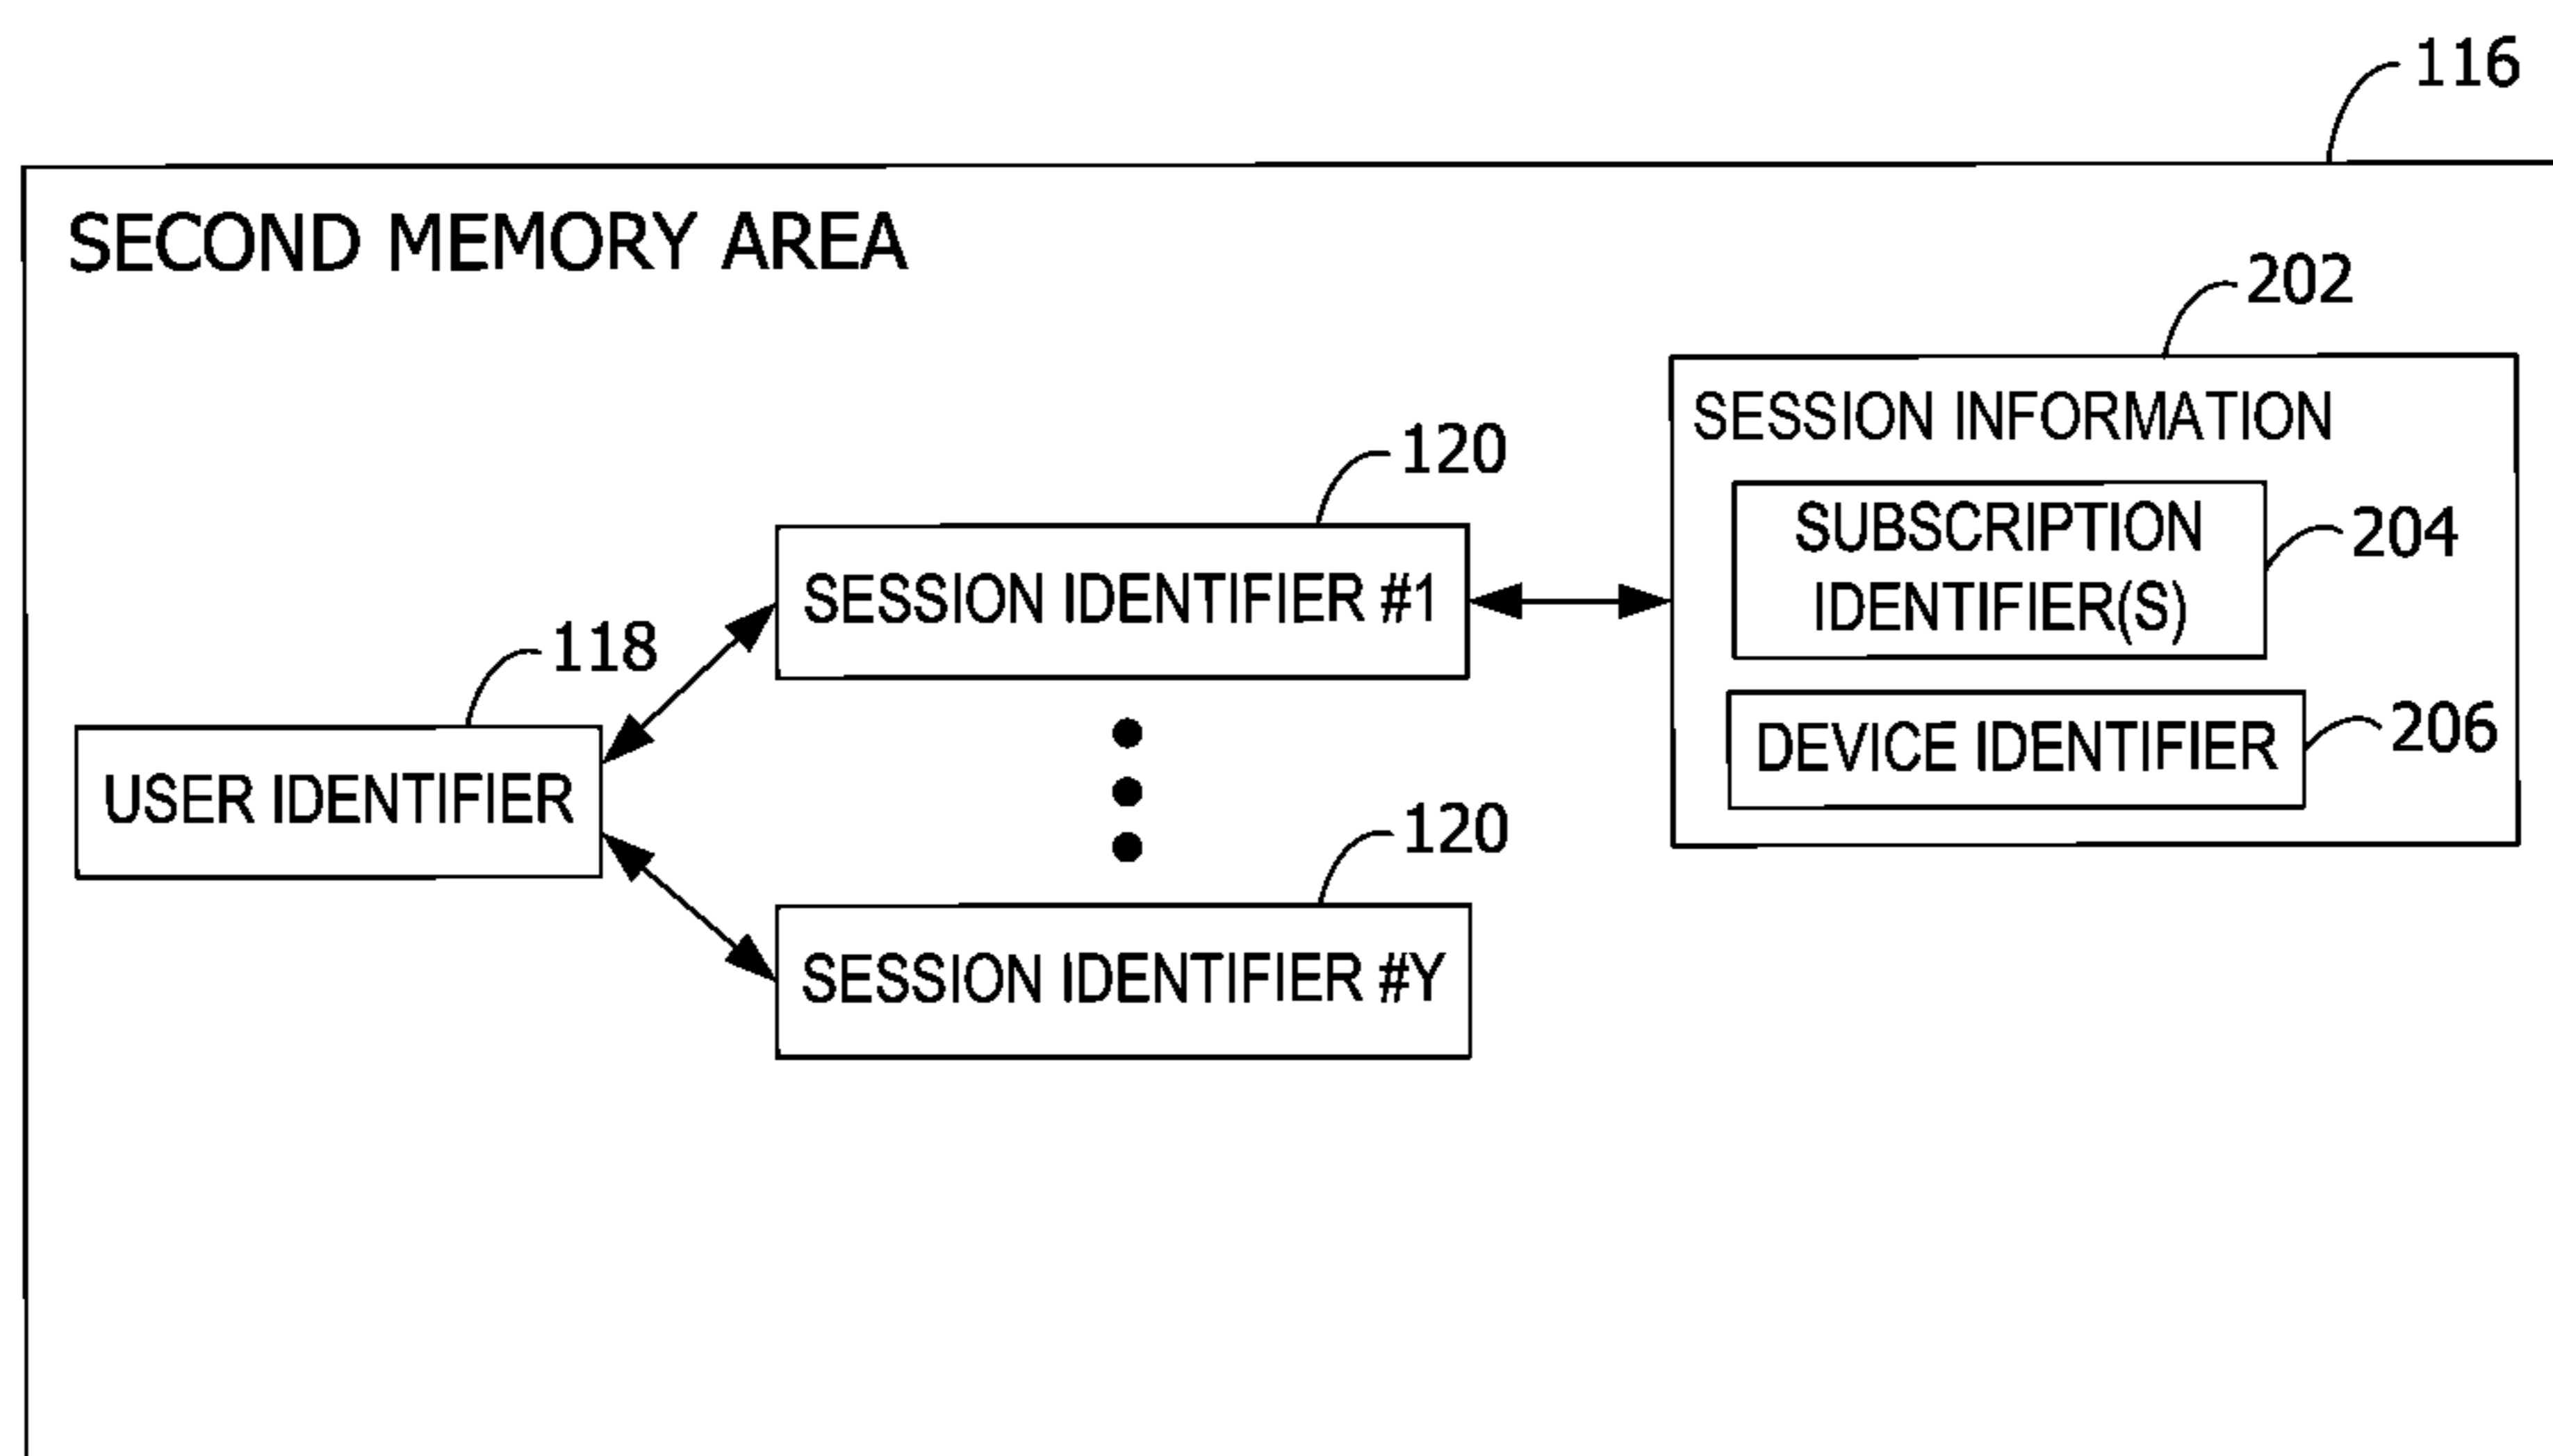 116
SECOND MEMORY AREA
202
SESSION INFORMATION
120
SUBSCRIPTION
IDENTIFIER(S)
204
SESSION IDENTIFIER #1
118
DEVICE IDENTIFIER
206
USER IDENTIFIER
120
SESSION IDENTIFIER #Y